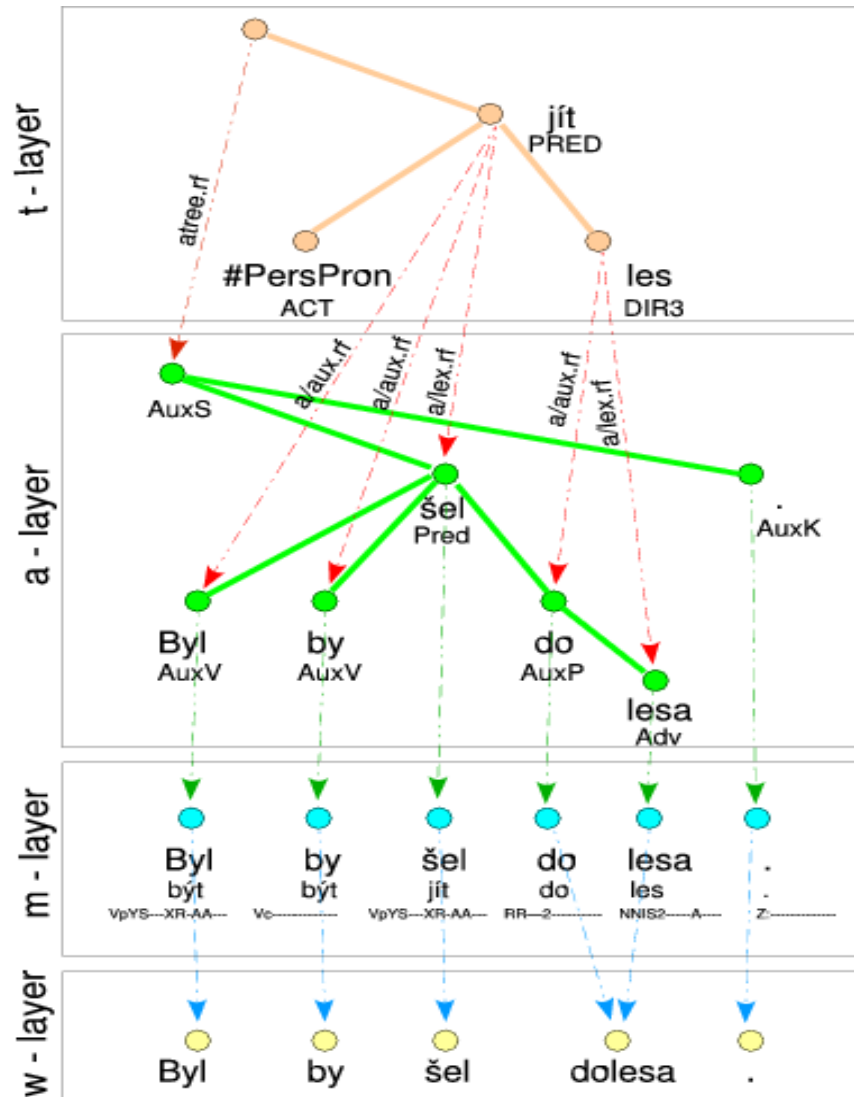 t - layer
jít
PRED
atree.rf
#PersPron
ACT
les
DIR3
a - layer
a/aux.rf
a/aux.rf
a/lex.rf
a/aux.rf
a/lex.rf
AuxS
šel
Pred
.
AuxK
Byl
AuxV
by
AuxV
do
AuxP
lesa
Adv
m - layer
Byl by šel do lesa .
být být jít do les .
VpYS---XR-AA--- Vc------------- VpYS---XR-AA--- RR--2---------- NNIS2-----A---- Z:-------------
w - layer
Byl by šel dolesa .